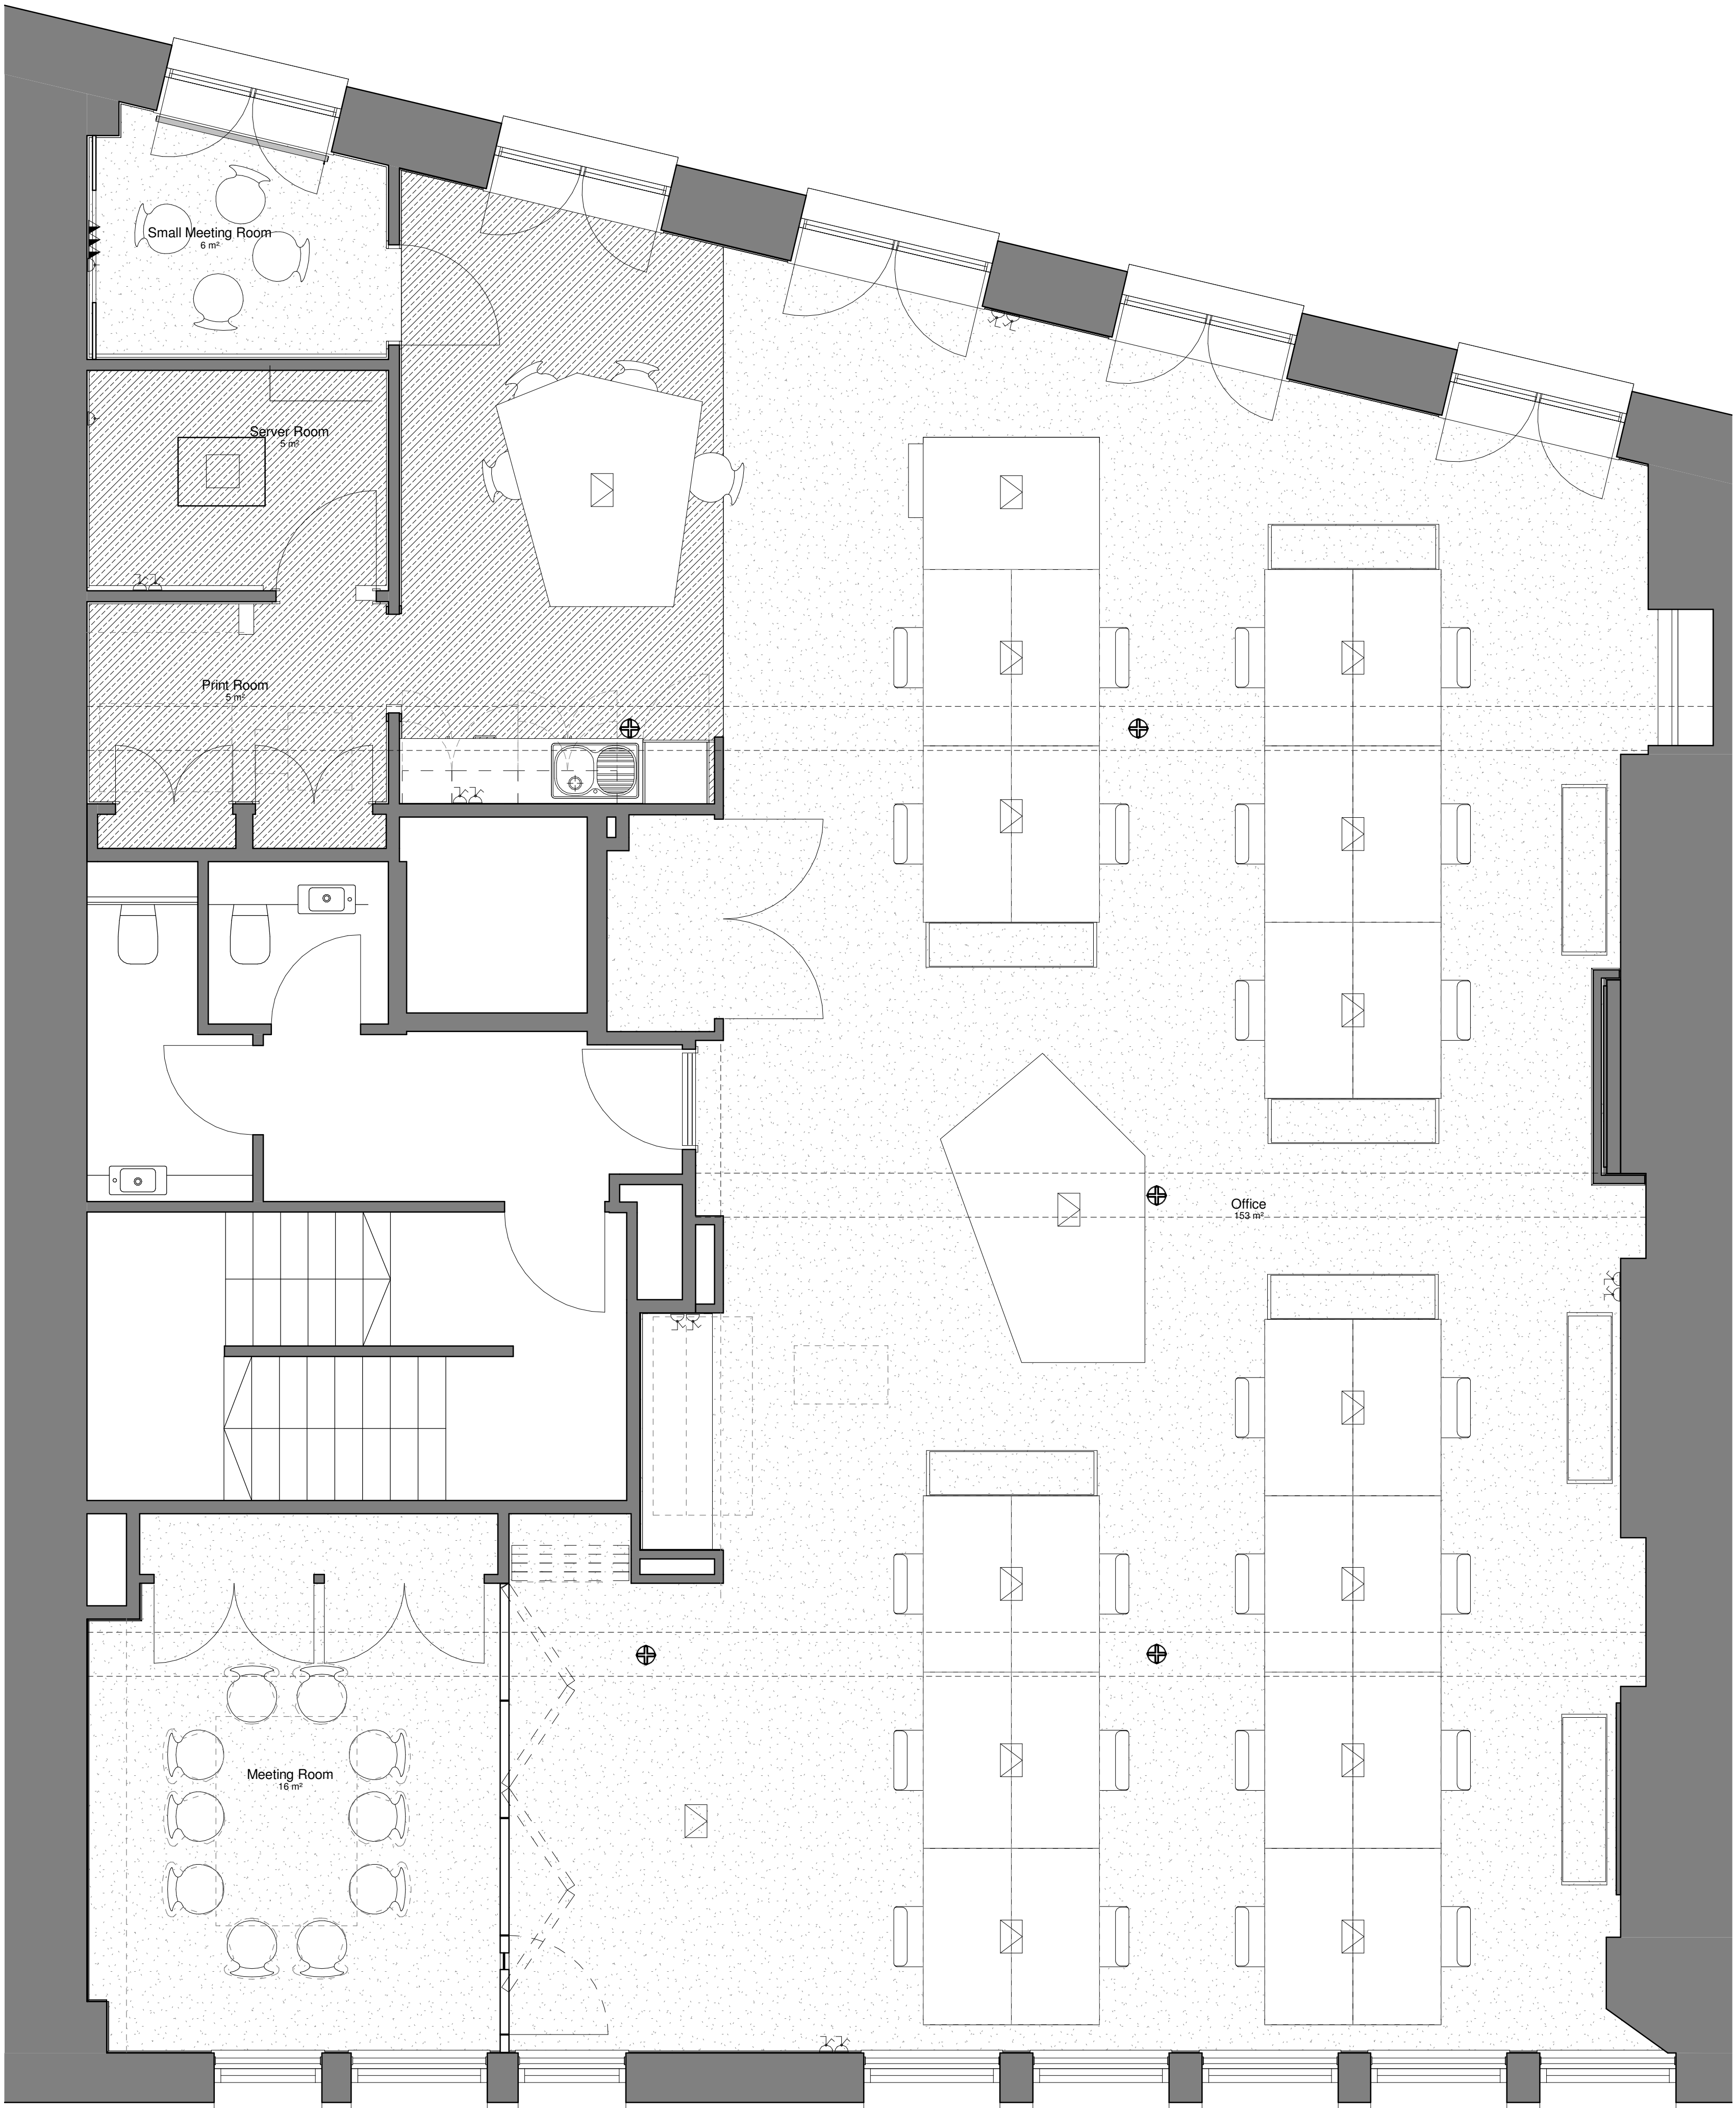 Small Meeting Room
6 m²
Server Room
5 m²
Print Room
5 m²
Office
153 m²
Meeting Room
16 m²